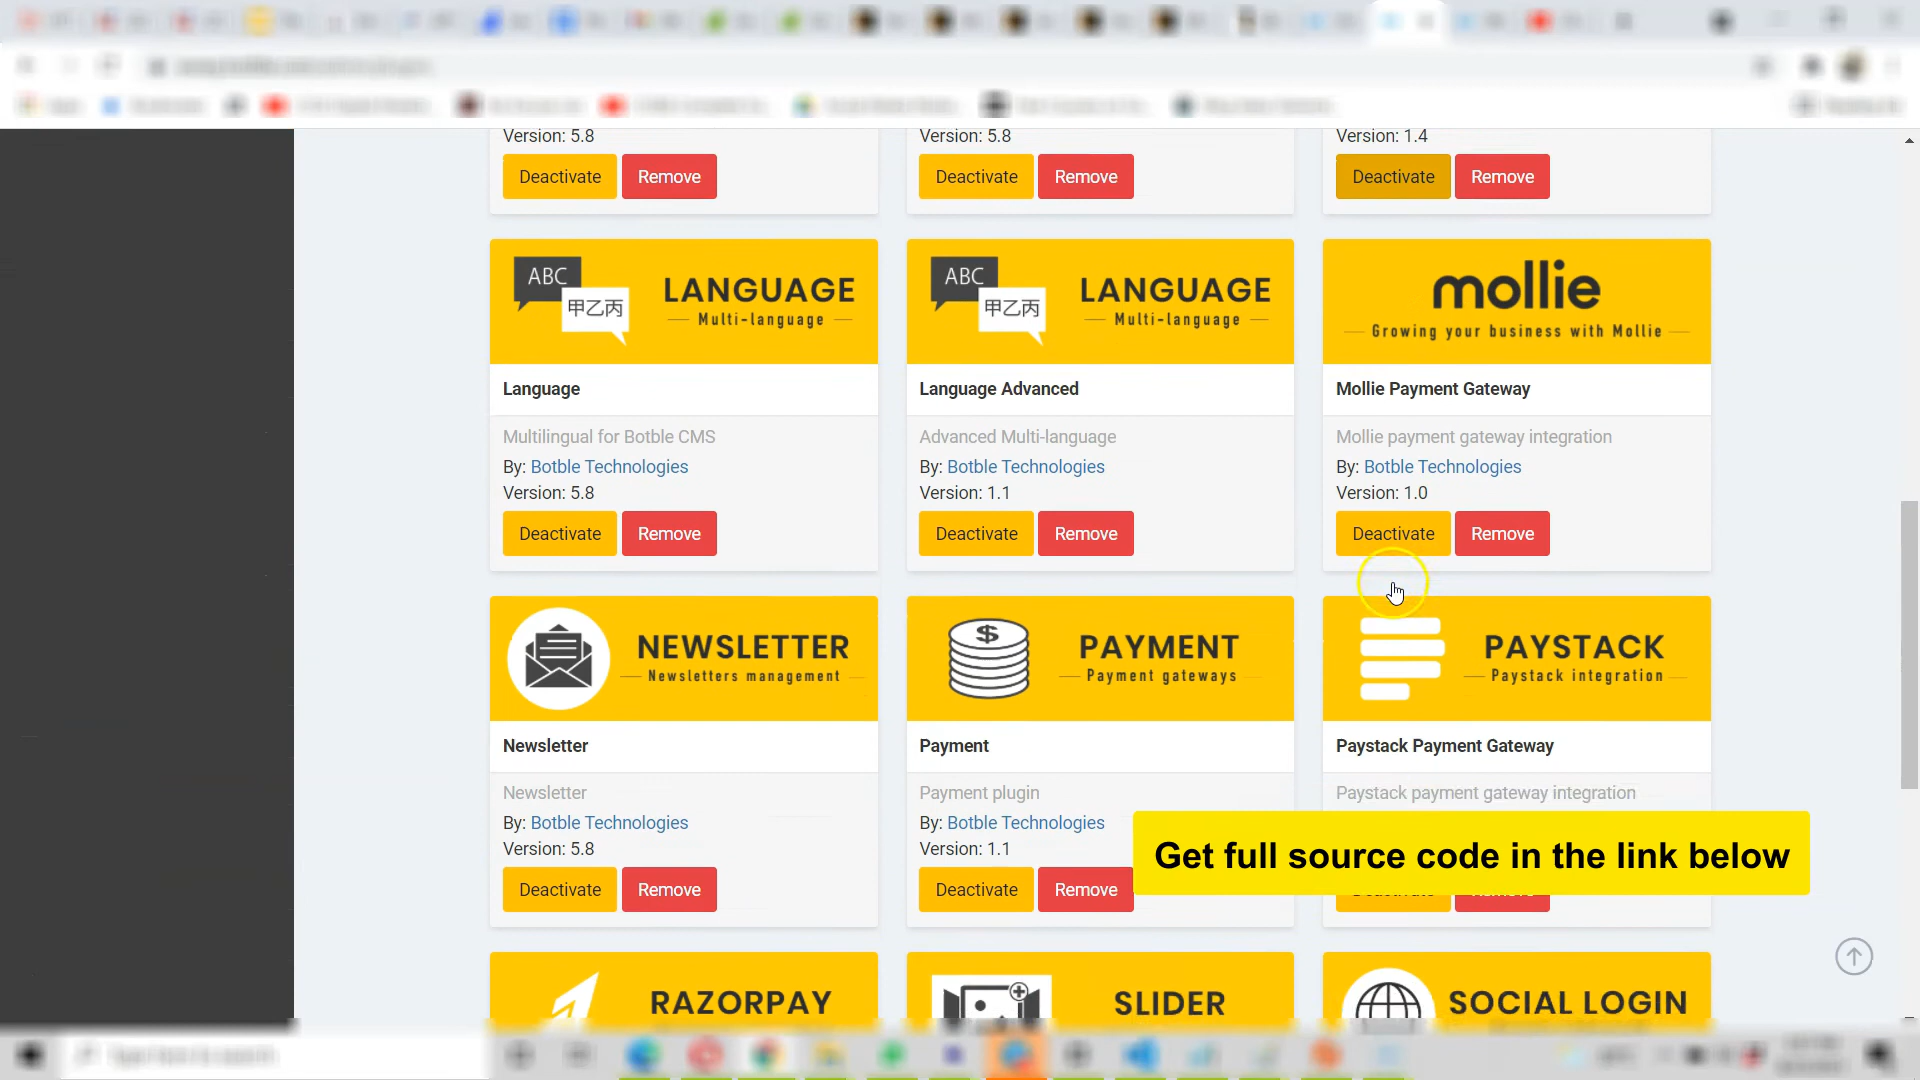 Version: 5.8
Version: 5.8
Version: 1.4
Deactivate
Remove
Deactivate
Remove
Deactivate
Remove
ABC
甲乙丙
LANGUAGE
Multi-language
ABC
甲乙丙
LANGUAGE
Multi-language
mollie
Growing your business with Mollie
Language
Language Advanced
Mollie Payment Gateway
Multilingual for Botble CMS
By: Botble Technologies
Version: 5.8
Deactivate
Remove
Advanced Multi-language
By: Botble Technologies
Version: 1.1
Deactivate
Remove
Mollie payment gateway integration
By: Botble Technologies
Version: 1.0
Deactivate
Remove
NEWSLETTER
Newsletters management
$
PAYMENT
Payment gateways
PAYSTACK
Paystack integration
Newsletter
Payment
Paystack Payment Gateway
Newsletter
By: Botble Technologies
Version: 5.8
Deactivate
Remove
Payment plugin
By: Botble Technologies
Version: 1.1
Deactivate
Remove
Paystack payment gateway integration
Get full source code in the link below
RAZORPAY
SLIDER
SOCIAL LOGIN
Type here to search